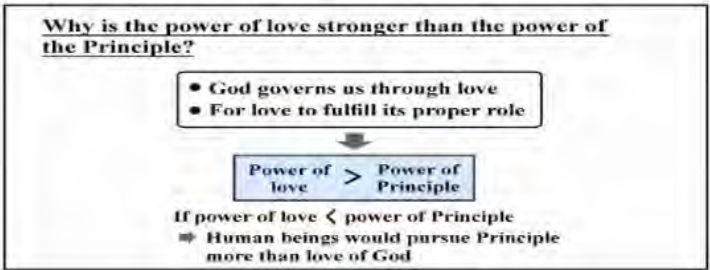 Why is the power of love stronger than the power of
the Principle?
• God governs us through love
• For love to fulfill its proper role
Power of love > Power of Principle
If power of love < power of Principle
⇒ Human beings would pursue Principle
more than love of God